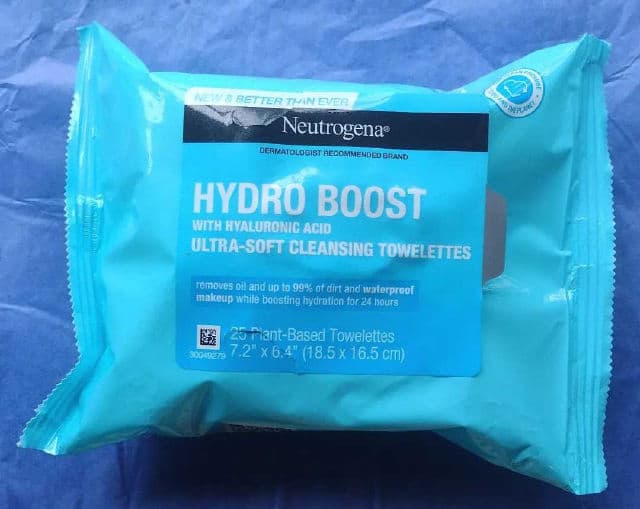 NEW & BETTER THAN EVER
Neutrogena®
DERMATOLOGIST RECOMMENDED BRAND
HYDRO BOOST
WITH HYALURONIC ACID
ULTRA-SOFT CLEANSING TOWELETTES
removes oil and up to 99% of dirt and waterproof
makeup while boosting hydration for 24 hours
25 Plant-Based Towelettes
7.2" x 6.4" (18.5 x 16.5 cm)
30049279